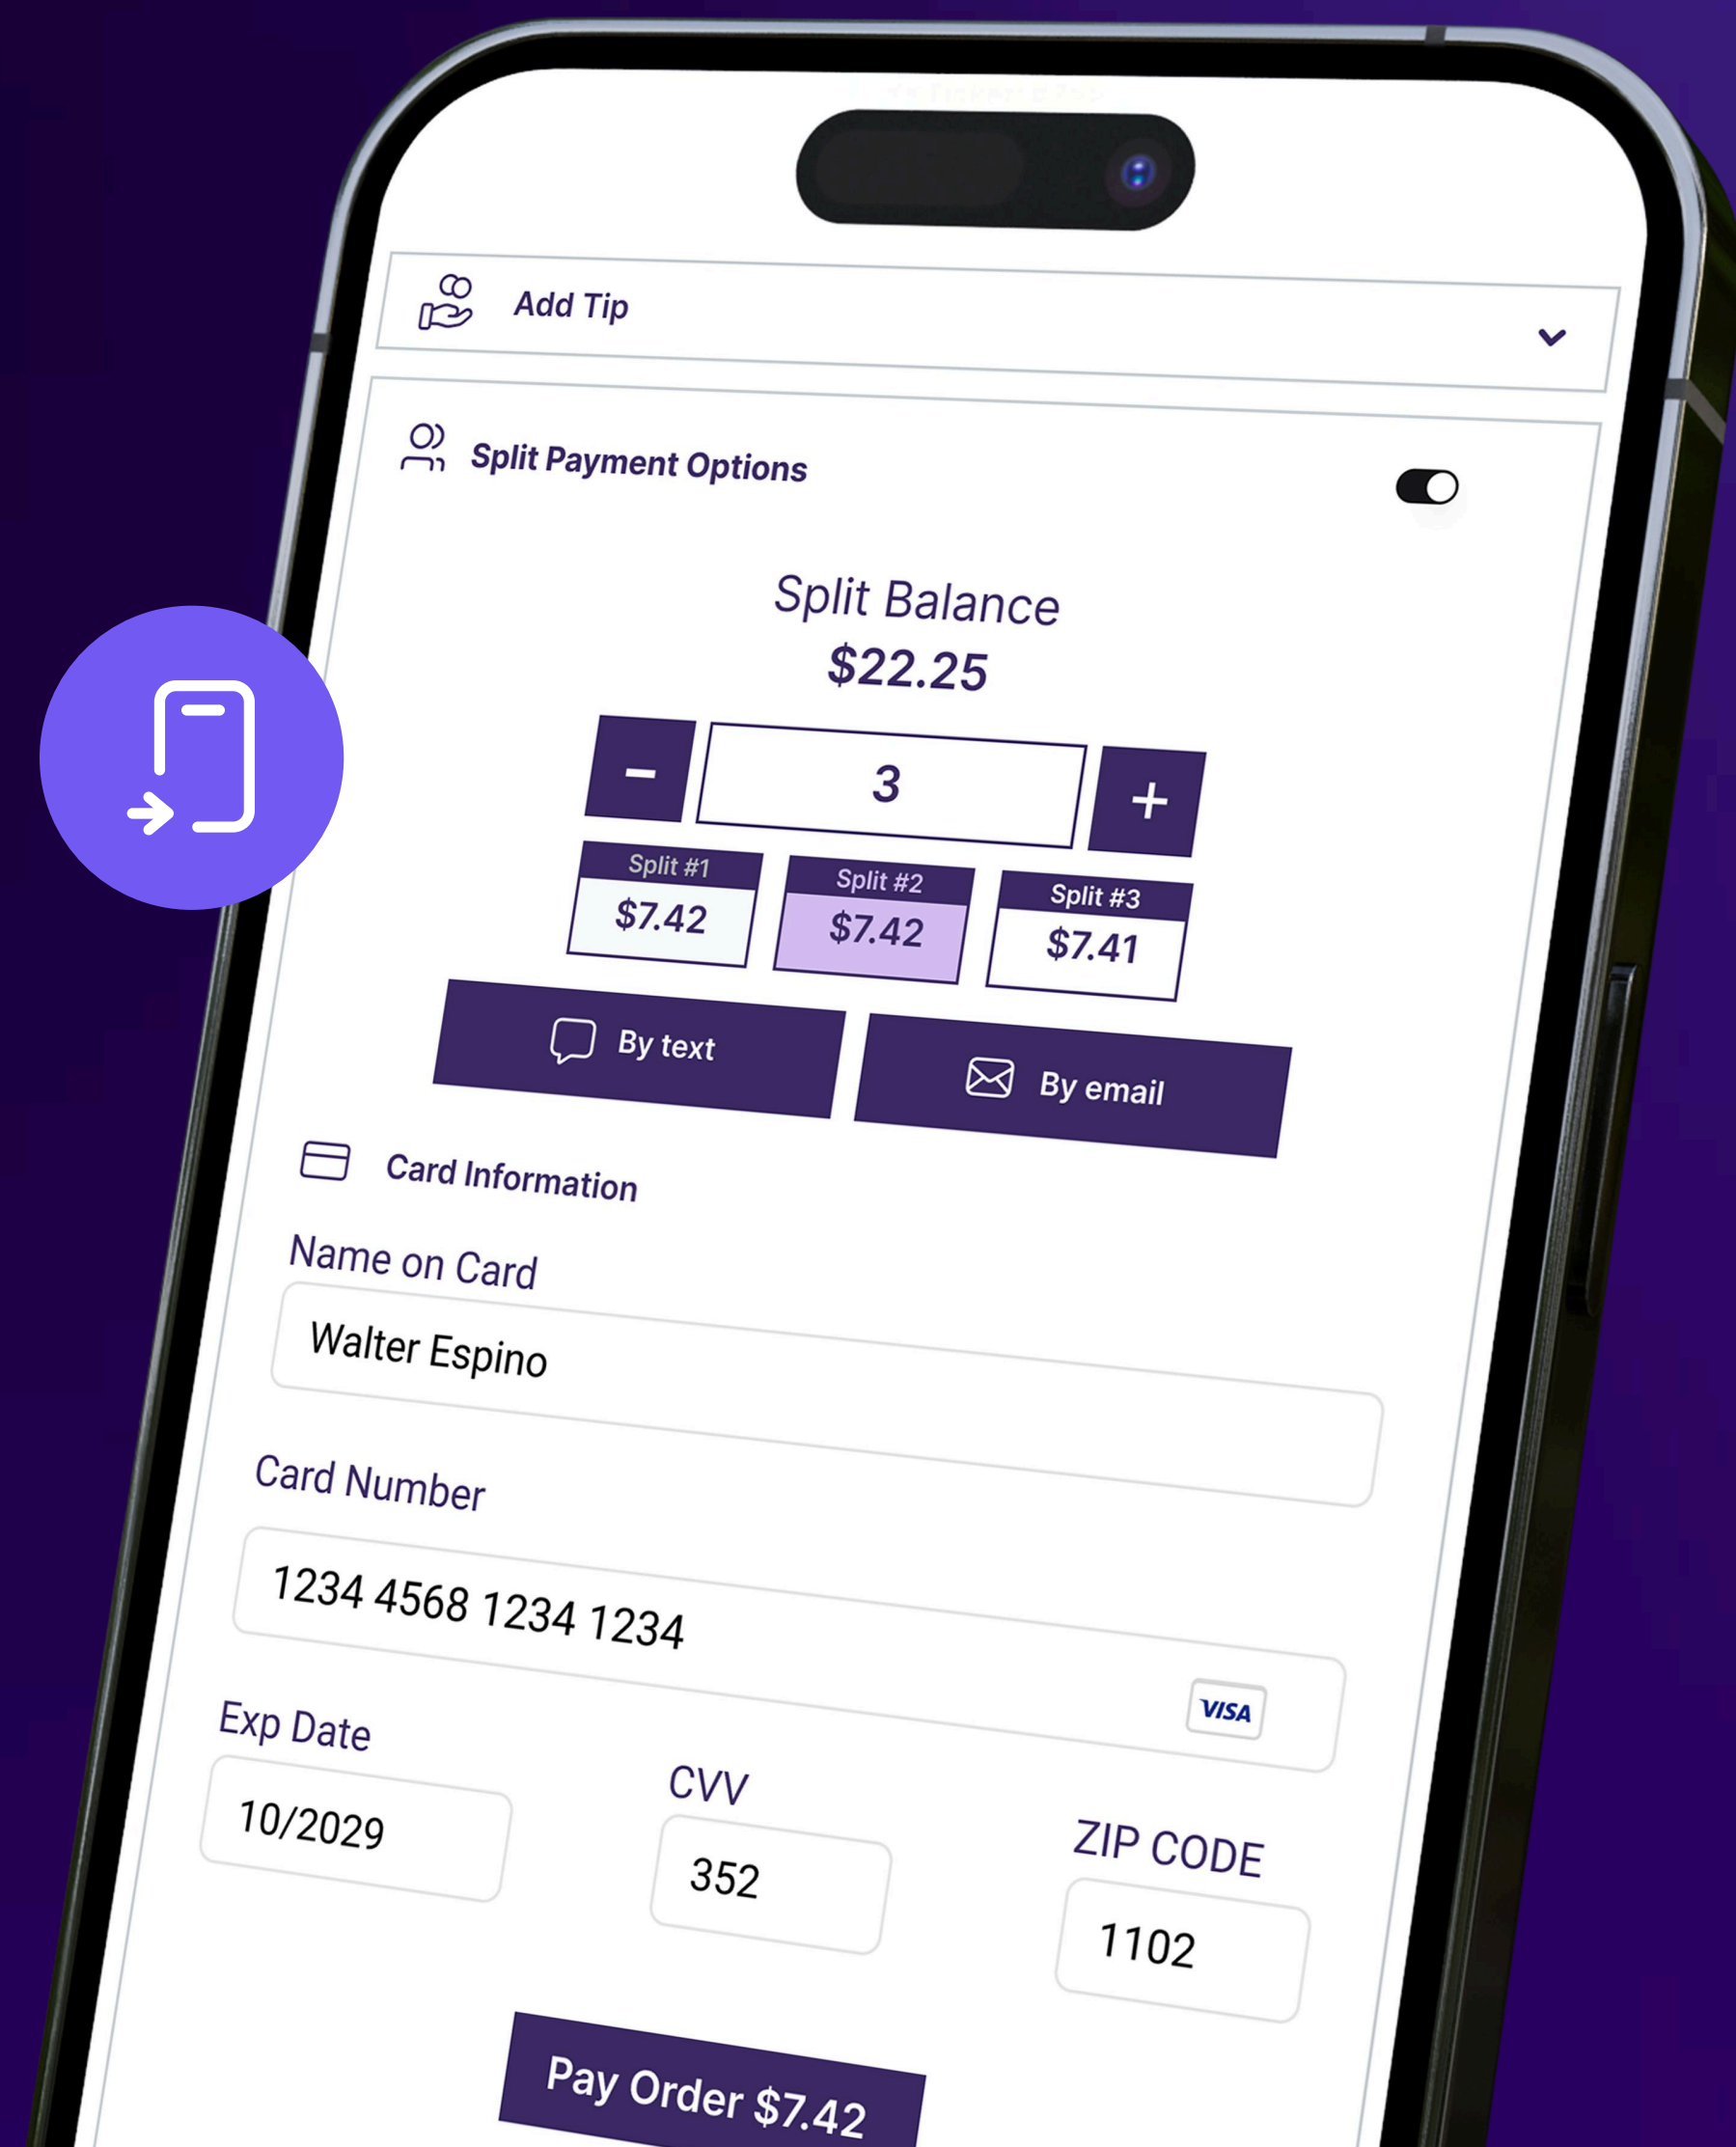 Add Tip
Split Payment Options
Split Balance
$22.25
- 3 +
Split #1 Split #2 Split #3
$7.42 $7.42 $7.41
By text By email
Card Information
Name on Card
Walter Espino
Card Number
1234 4568 1234 1234
VISA
Exp Date CVV ZIP CODE
10/2029 352 1102
Pay Order $7.42